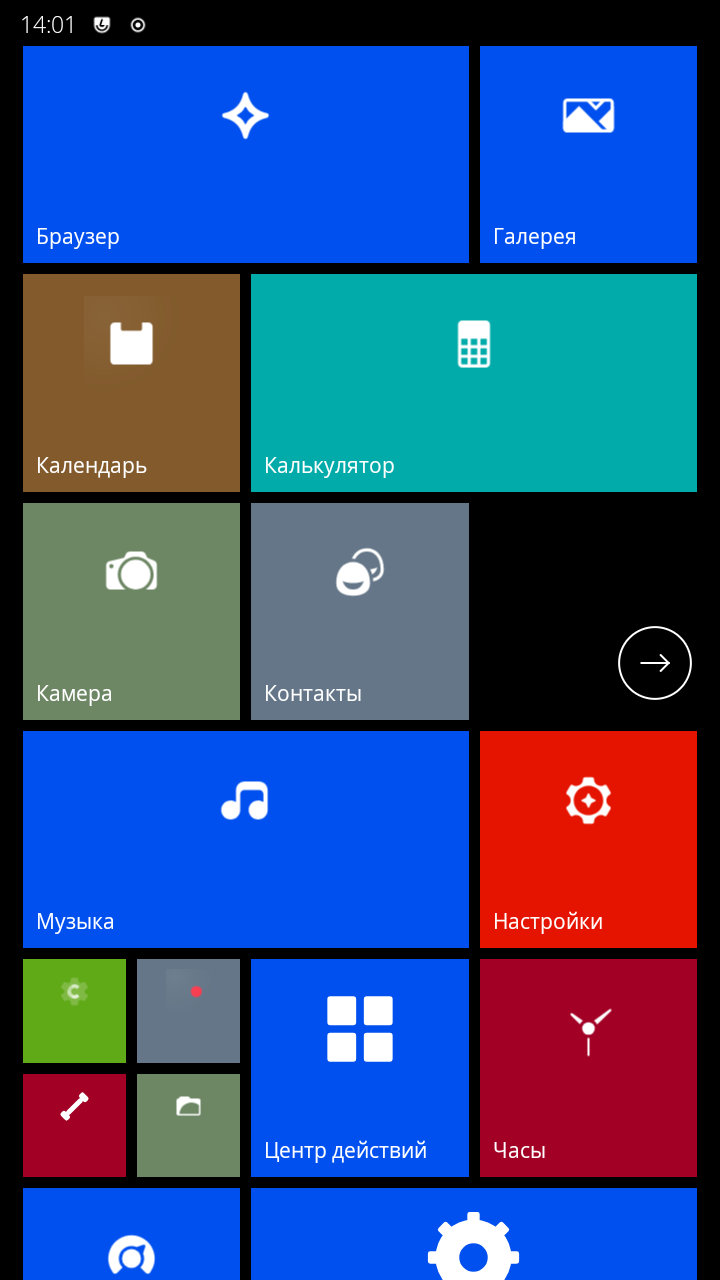 14:01
Браузер
Галерея
Календарь
Калькулятор
Камера
Контакты
Музыка
Настройки
Центр действий
Часы